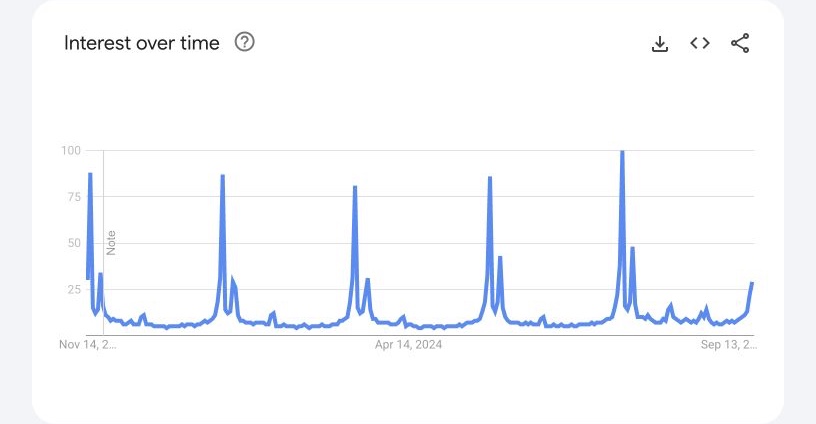 Interest over time
100
75
50
25
Note
Nov 14, 2...
Apr 14, 2024
Sep 13, 2...